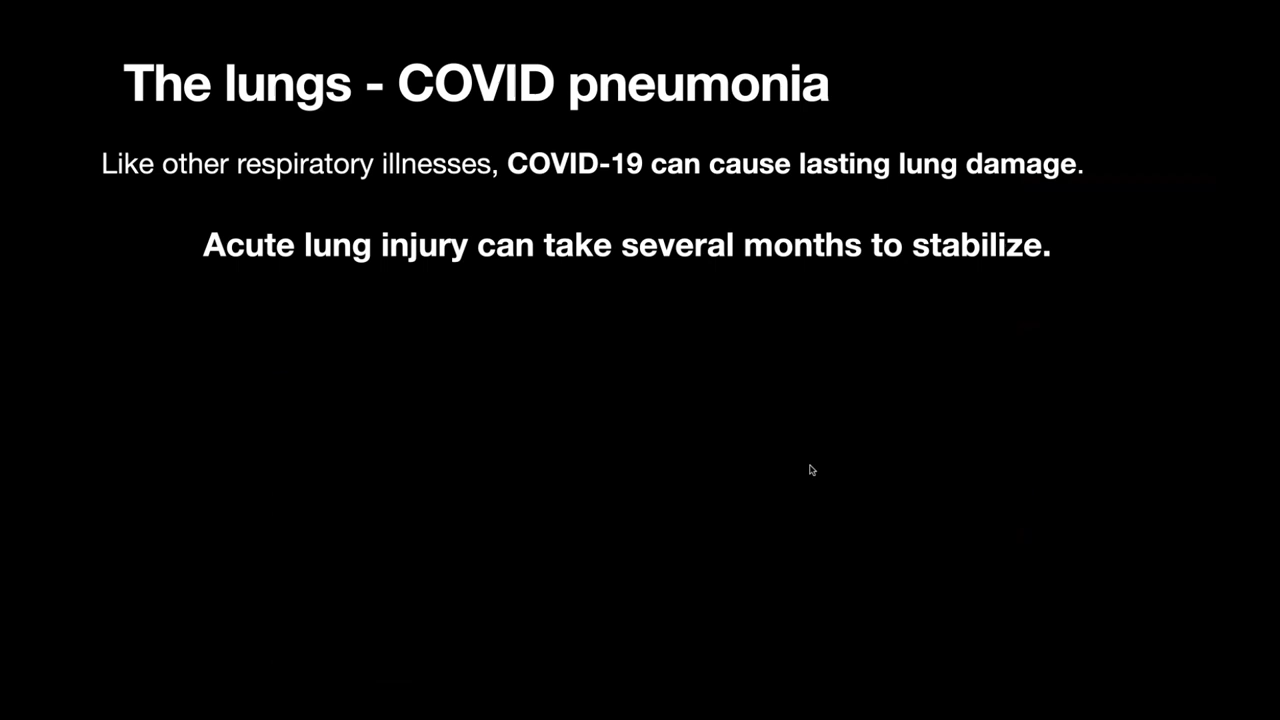 The lungs - COVID pneumonia
Like other respiratory illnesses, COVID-19 can cause lasting lung damage.
Acute lung injury can take several months to stabilize.